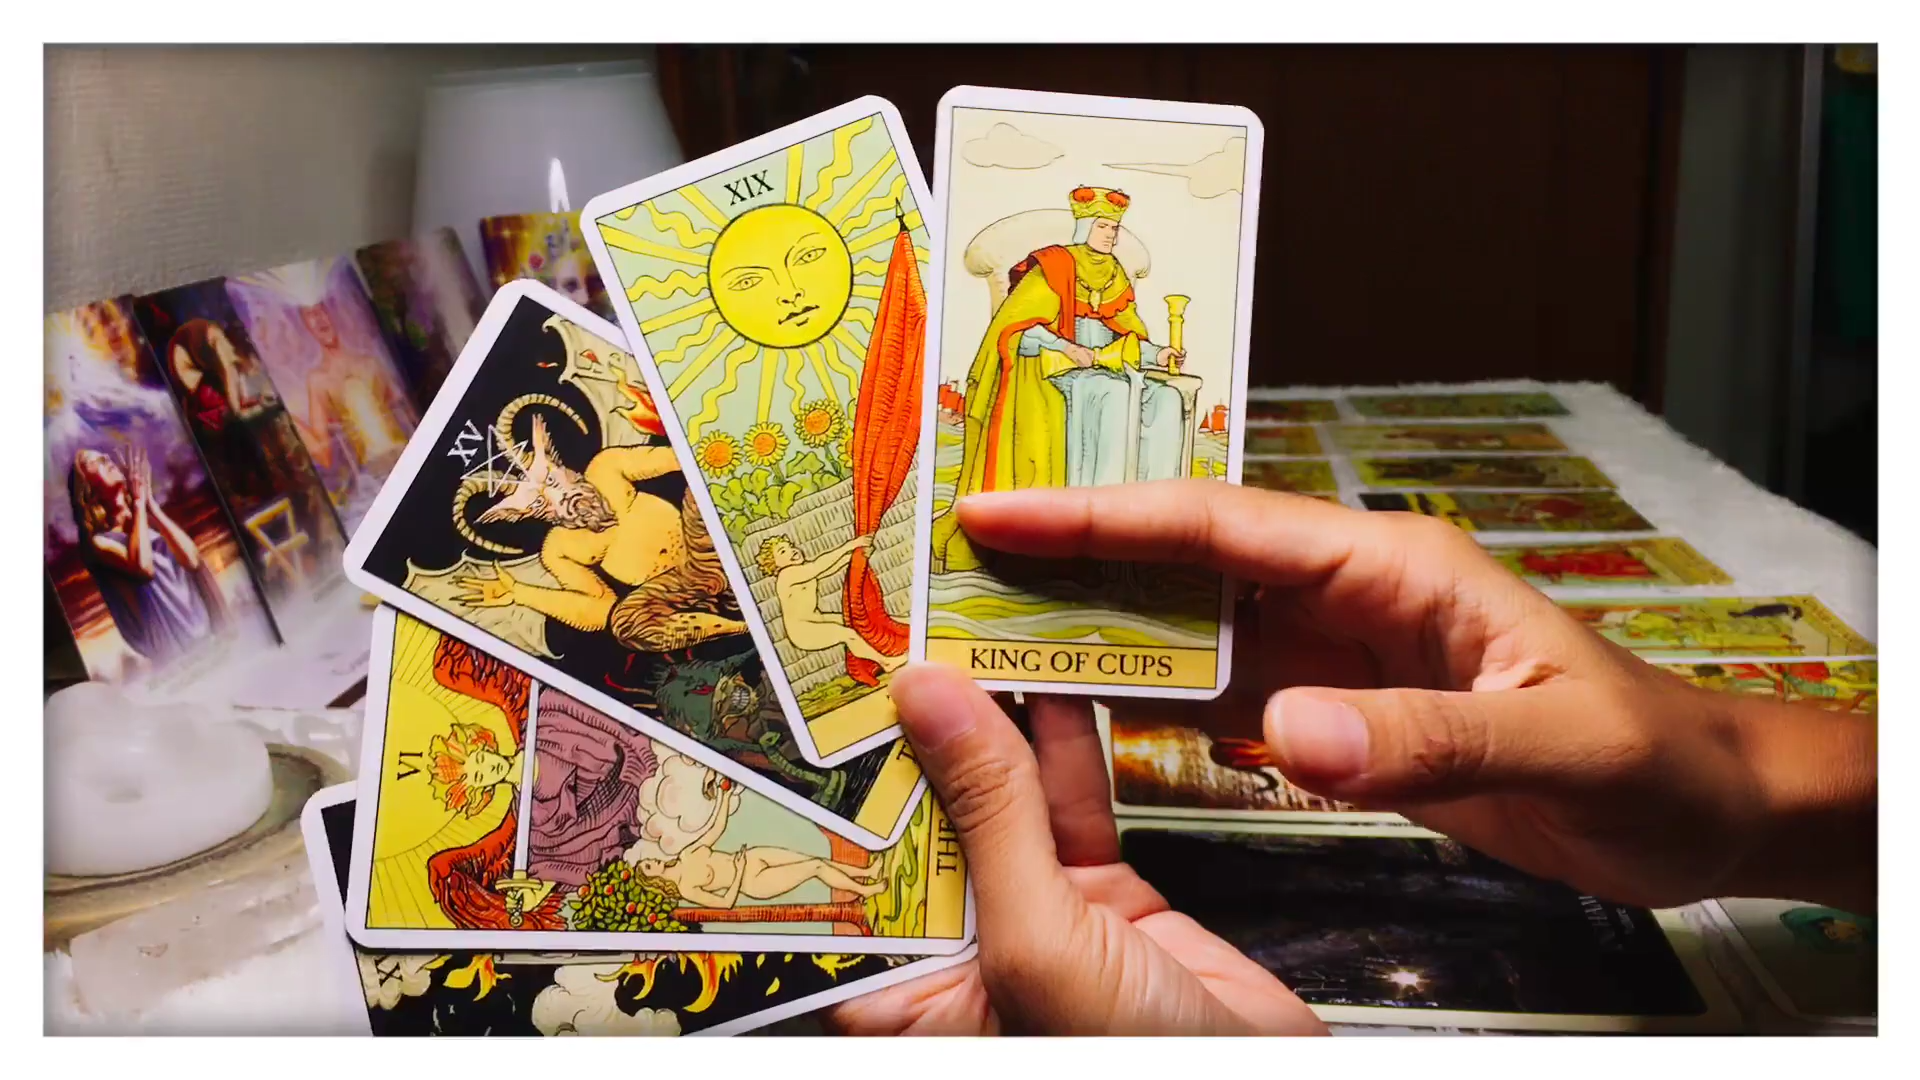 XIX
KING OF CUPS
XV
VI
THE